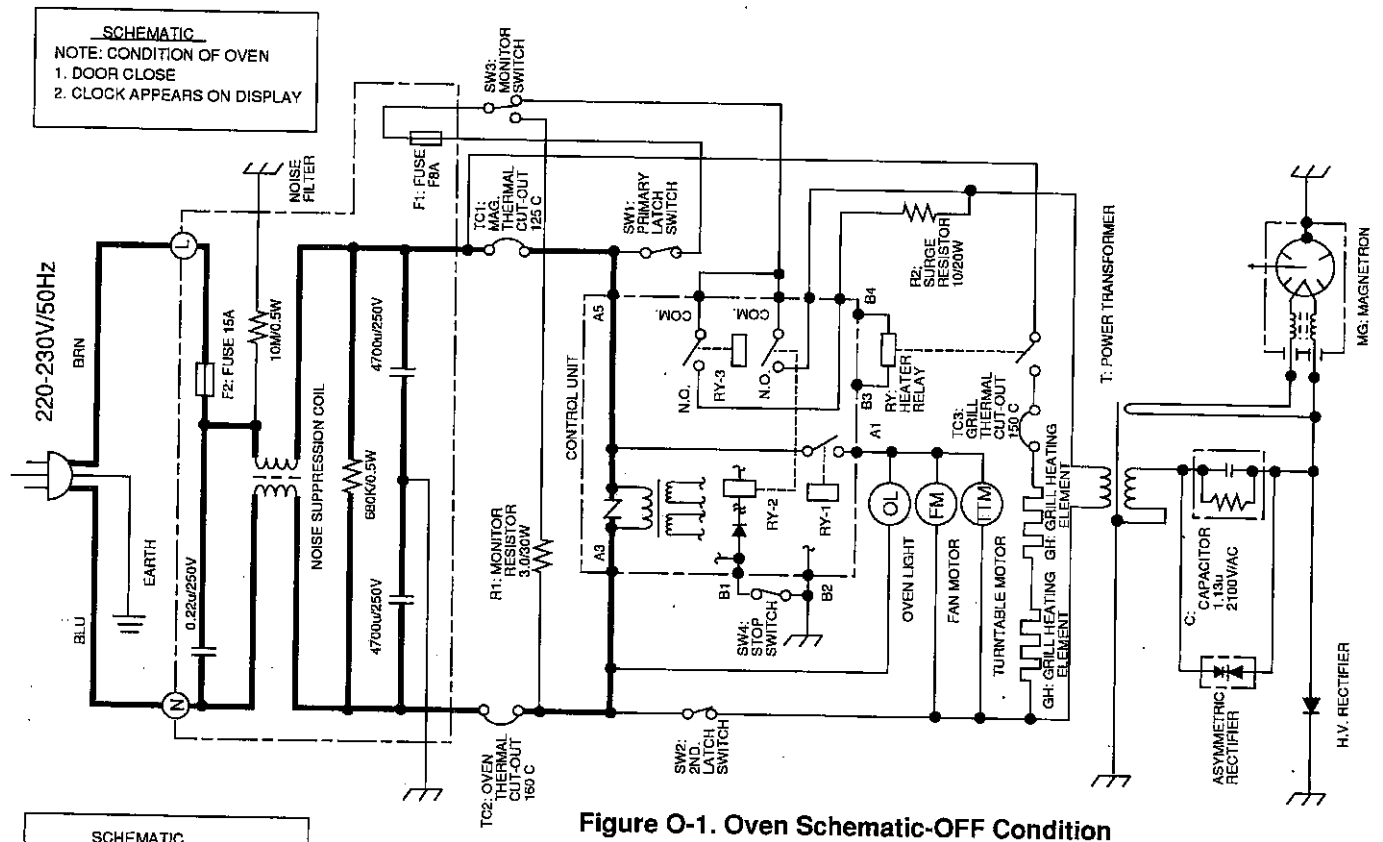 SCHEMATIC
NOTE: CONDITION OF OVEN
1. DOOR CLOSE
2. CLOCK APPEARS ON DISPLAY
220-230V/50Hz
BRN
BLU
EARTH
L
N
NOISE
FILTER
F2: FUSE 15A
10M/0.5W
0.22u/250V
NOISE SUPPRESSION COIL
680K/0.5W
4700u/250V
4700u/250V
F1: FUSE
F8A
SW3:
MONITOR
SWITCH
TC1:
MAG.
THERMAL
CUT-OUT
125 C
SW1:
PRIMARY
LATCH
SWITCH
TC2: OVEN
THERMAL
CUT-OUT
160 C
R1: MONITOR
RESISTOR
3.0/30W
CONTROL UNIT
A5
A3
COM.
COM.
N.O.
N.O.
RY-3
RY-2
RY-1
B4
B3
A1
B1
B2
RY:
HEATER
RELAY
R2:
SURGE
RESISTOR
10/20W
SW4:
STOP
SWITCH
SW2:
2ND.
LATCH
SWITCH
OL
FM
TTM
OVEN LIGHT
FAN MOTOR
TURNTABLE MOTOR
TC3:
GRILL
THERMAL
CUT-OUT
150 C
GH: GRILL HEATING
ELEMENT
GH: GRILL HEATING
ELEMENT
T: POWER TRANSFORMER
MG: MAGNETRON
C: CAPACITOR
1.13u
2100V/AC
ASYMMETRIC
RECTIFIER
H.V. RECTIFIER
Figure O-1. Oven Schematic-OFF Condition
SCHEMATIC